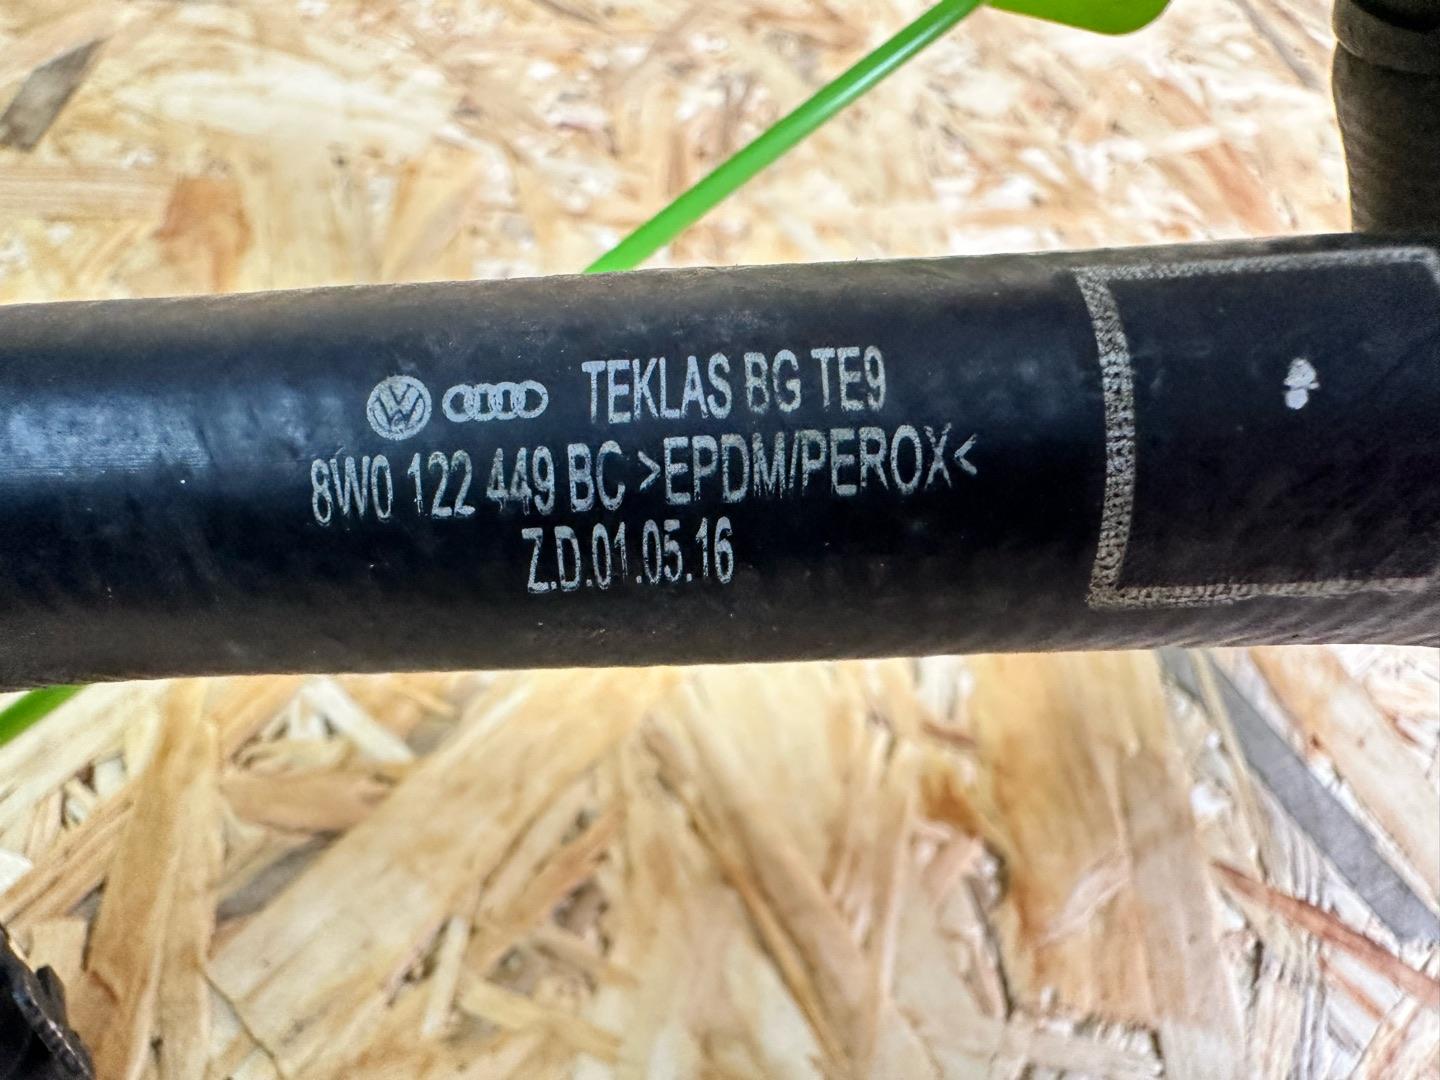 TEKLAS BG TE9
8W0 122 449 BC >EPDM/PEROX<
Z.D.01.05.16